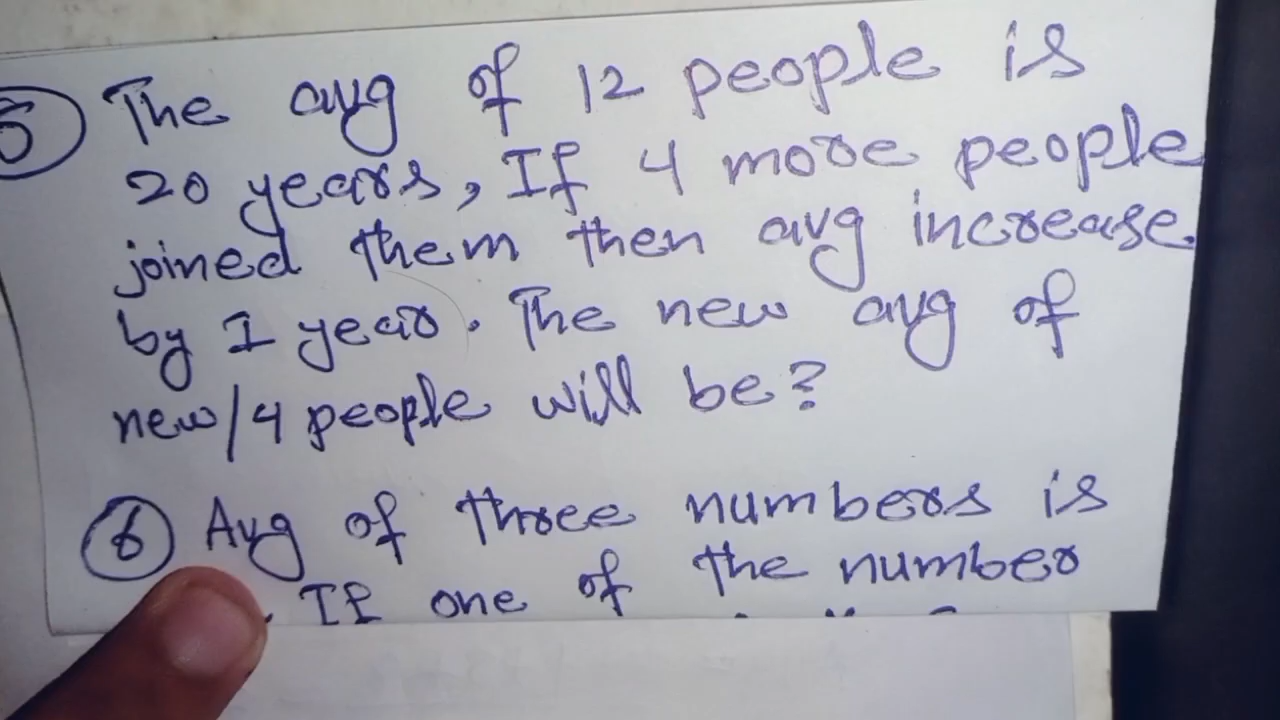 5 The avg of 12 people is
20 years, If 4 more people
joined them then avg increase
by 1 year. The new avg of
new/4 people will be?
6 Avg of three numbers is
If one of the number